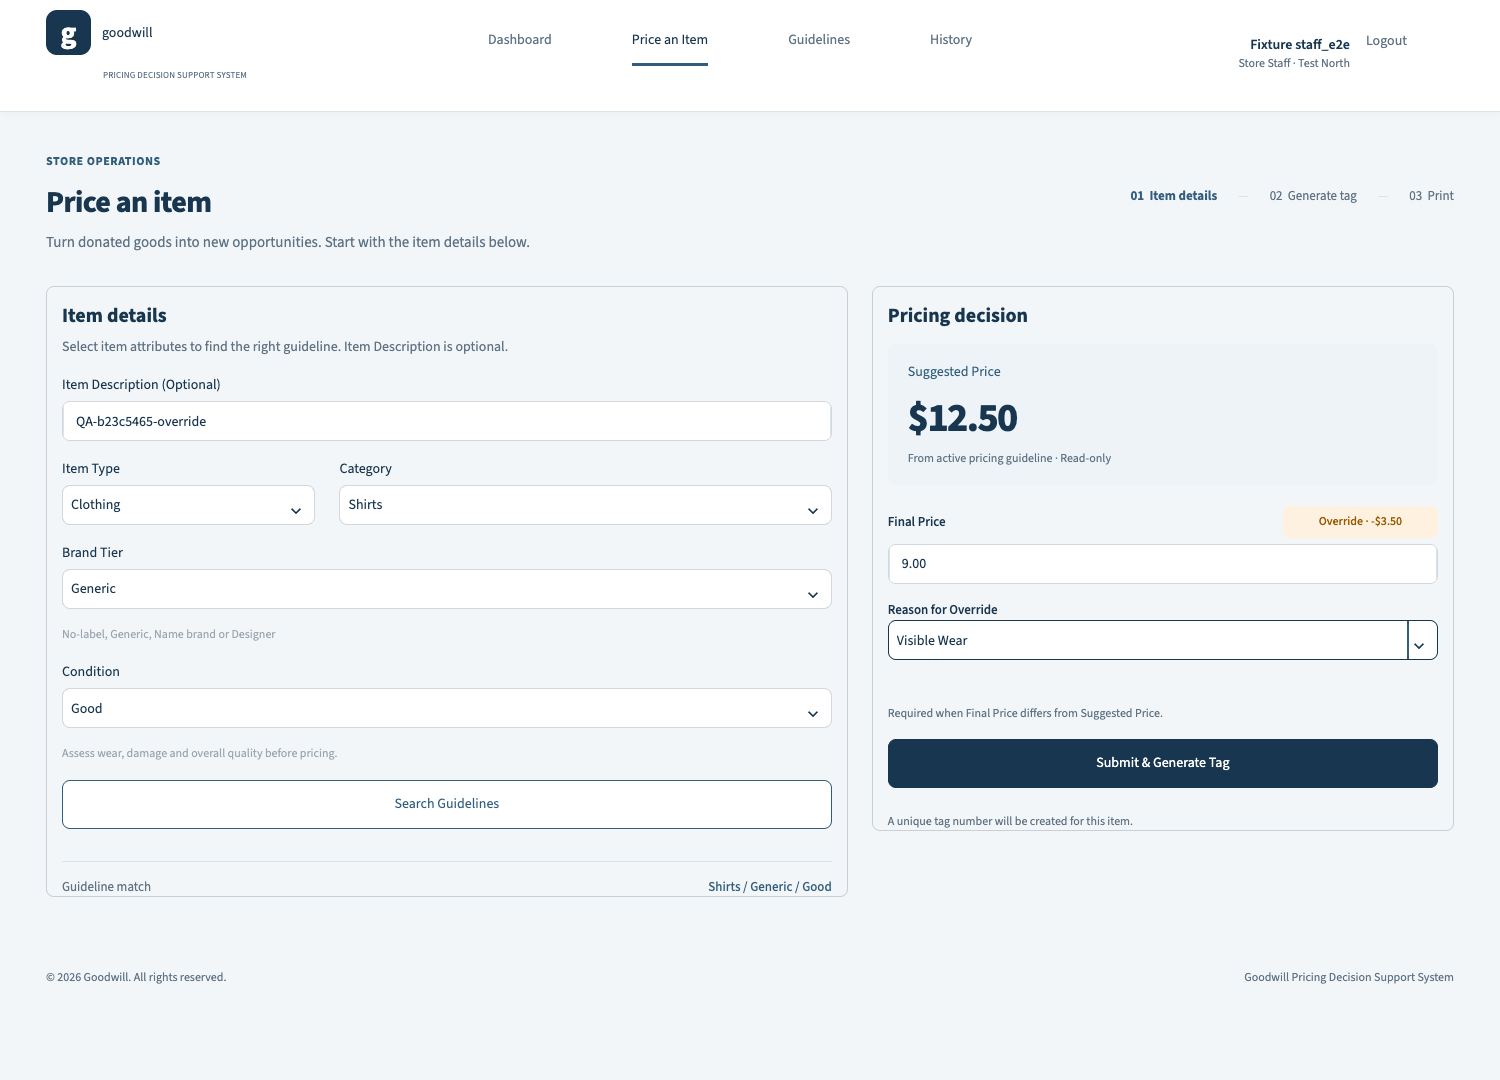 g
goodwill
PRICING DECISION SUPPORT SYSTEM
Dashboard
Price an Item
Guidelines
History
Fixture staff_e2e
Store Staff · Test North
Logout
STORE OPERATIONS
Price an item
Turn donated goods into new opportunities. Start with the item details below.
01 Item details — 02 Generate tag — 03 Print
Item details
Select item attributes to find the right guideline. Item Description is optional.
Item Description (Optional)
QA-b23c5465-override
Item Type
Clothing
Category
Shirts
Brand Tier
Generic
No-label, Generic, Name brand or Designer
Condition
Good
Assess wear, damage and overall quality before pricing.
Search Guidelines
Guideline match
Shirts / Generic / Good
Pricing decision
Suggested Price
$12.50
From active pricing guideline · Read-only
Final Price
Override · -$3.50
9.00
Reason for Override
Visible Wear
Required when Final Price differs from Suggested Price.
Submit & Generate Tag
A unique tag number will be created for this item.
© 2026 Goodwill. All rights reserved.
Goodwill Pricing Decision Support System